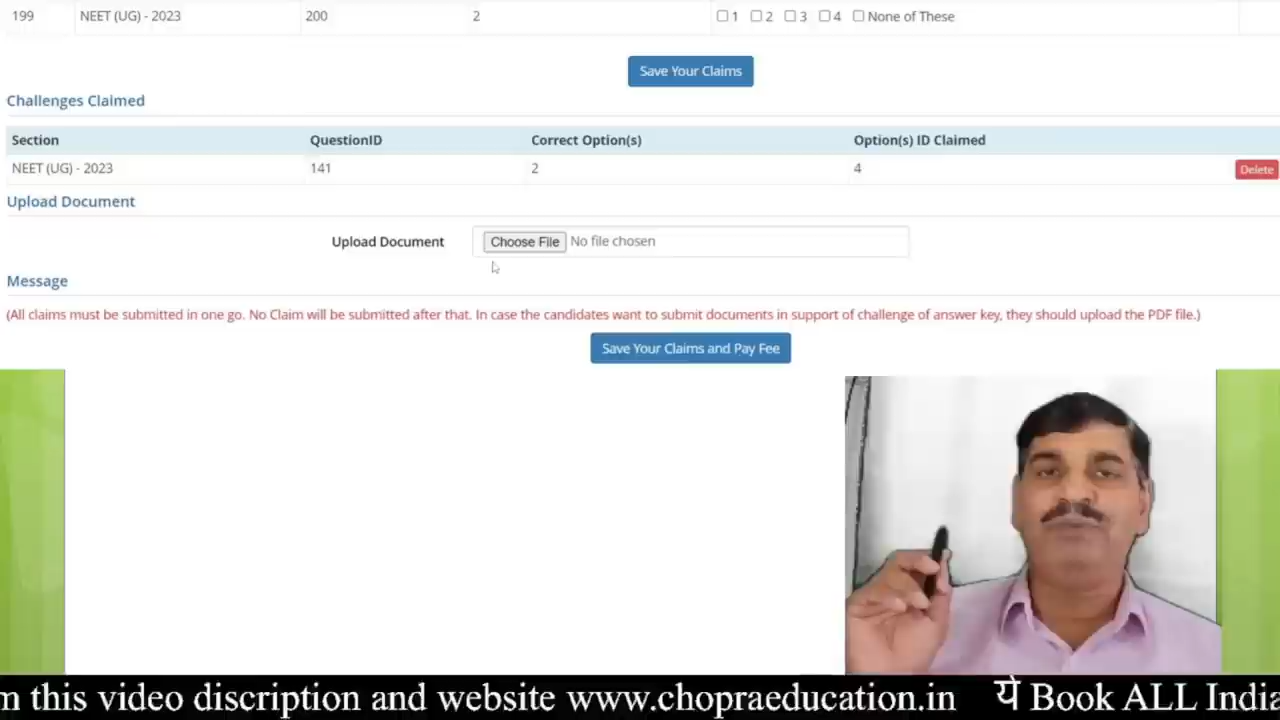 199 NEET (UG) - 2023 200 2 1 2 3 4 None of These
Save Your Claims
Challenges Claimed
Section QuestionID Correct Option(s) Option(s) ID Claimed
NEET (UG) - 2023 141 2 4 Delete
Upload Document
Upload Document Choose File No file chosen
Message
(All claims must be submitted in one go. No Claim will be submitted after that. In case the candidates want to submit documents in support of challenge of answer key, they should upload the PDF file.)
Save Your Claims and Pay Fee
m this video discription and website www.chopraeducation.in ये Book ALL India